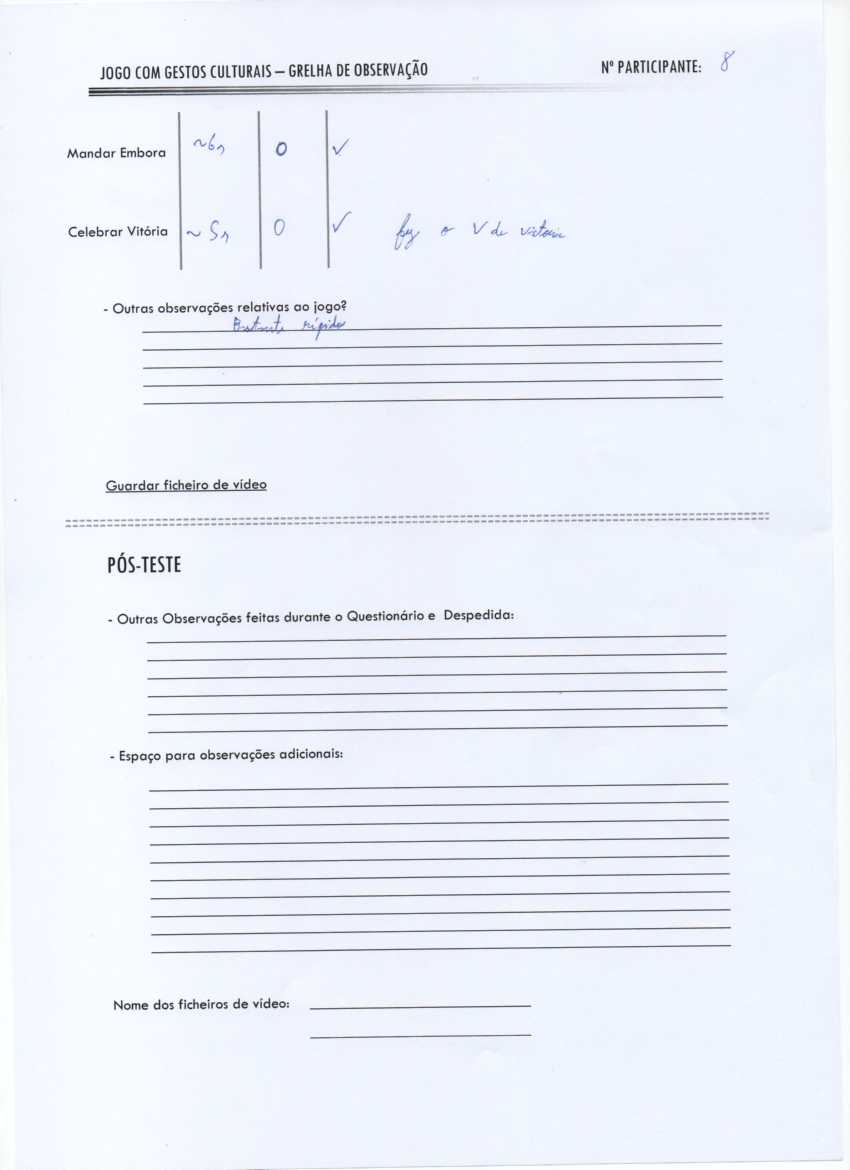 JOGO COM GESTOS CULTURAIS – GRELHA DE OBSERVAÇÃO Nº PARTICIPANTE: 8
Mandar Embora ~6s 0 ✓
Celebrar Vitória ~5s 0 ✓ fez o V de vitoria
- Outras observações relativas ao jogo?
Bastante rápido
Guardar ficheiro de vídeo
PÓS-TESTE
- Outras Observações feitas durante o Questionário e Despedida:
- Espaço para observações adicionais:
Nome dos ficheiros de vídeo: